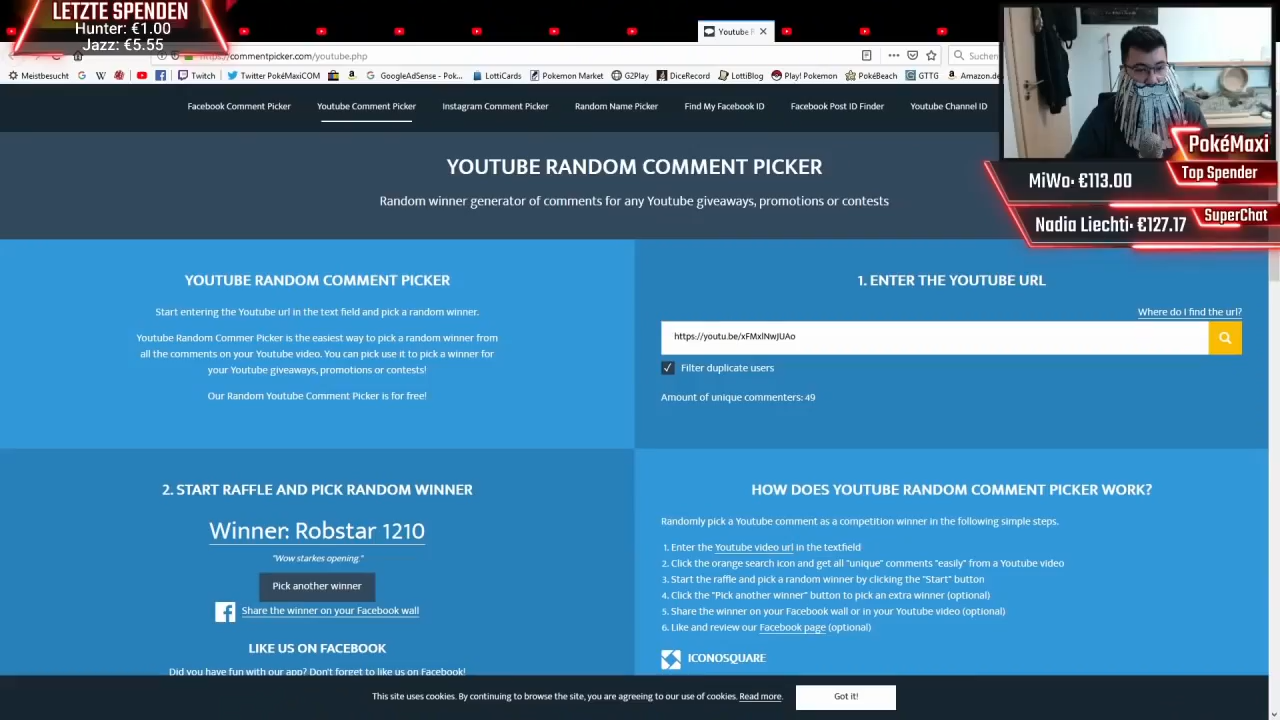 LETZTE SPENDEN
Hunter: €1.00
Jazz: €5.55
Youtube
https://commentpicker.com/youtube.php
Suchen
Meistbesucht
Twitch
Twitter PokéMaxiCOM
GoogleAdSense - Pok...
LottiCards
Pokemon Market
G2Play
DiceRecord
LottiBlog
Play! Pokemon
PokéBeach
GTTG
Amazon.de
Facebook Comment Picker
Youtube Comment Picker
Instagram Comment Picker
Random Name Picker
Find My Facebook ID
Facebook Post ID Finder
Youtube Channel ID
PokéMaxi
MiWo: €113.00
Top Spender
Nadia Liechti: €127.17
SuperChat
YOUTUBE RANDOM COMMENT PICKER
Random winner generator of comments for any Youtube giveaways, promotions or contests
YOUTUBE RANDOM COMMENT PICKER
Start entering the Youtube url in the text field and pick a random winner.
Youtube Random Commer Picker is the easiest way to pick a random winner from
all the comments on your Youtube video. You can pick use it to pick a winner for
your Youtube giveaways, promotions or contests!
Our Random Youtube Comment Picker is for free!
1. ENTER THE YOUTUBE URL
Where do I find the url?
https://youtu.be/xFMxlNwJUAo
Filter duplicate users
Amount of unique commenters: 49
2. START RAFFLE AND PICK RANDOM WINNER
Winner: Robstar 1210
"Wow starkes opening."
Pick another winner
Share the winner on your Facebook wall
LIKE US ON FACEBOOK
Did you have fun with our app? Don't forget to like us on Facebook!
HOW DOES YOUTUBE RANDOM COMMENT PICKER WORK?
Randomly pick a Youtube comment as a competition winner in the following simple steps.
1. Enter the Youtube video url in the textfield
2. Click the orange search icon and get all "unique" comments "easily" from a Youtube video
3. Start the raffle and pick a random winner by clicking the "Start" button
4. Click the "Pick another winner" button to pick an extra winner (optional)
5. Share the winner on your Facebook wall or in your Youtube video (optional)
6. Like and review our Facebook page (optional)
ICONOSQUARE
This site uses cookies. By continuing to browse the site, you are agreeing to our use of cookies. Read more.
Got it!